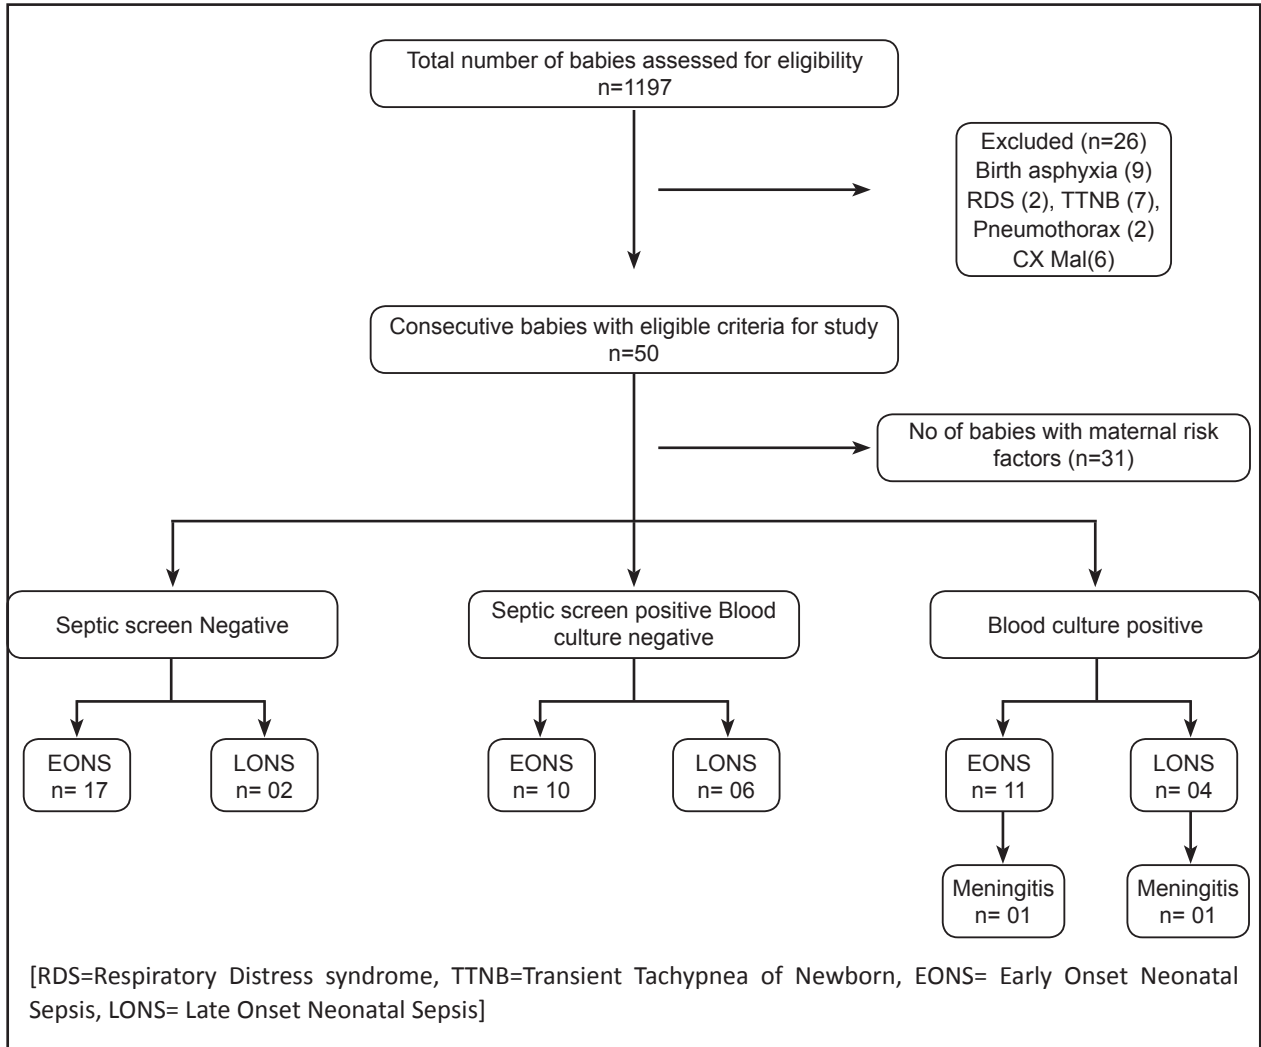 Total number of babies assessed for eligibility
n=1197
Excluded (n=26)
Birth asphyxia (9)
RDS (2), TTNB (7),
Pneumothorax (2)
CX Mal(6)
Consecutive babies with eligible criteria for study
n=50
No of babies with maternal risk
factors (n=31)
Septic screen Negative
Septic screen positive Blood
culture negative
Blood culture positive
EONS
n= 17
LONS
n= 02
EONS
n= 10
LONS
n= 06
EONS
n= 11
LONS
n= 04
Meningitis
n= 01
Meningitis
n= 01
[RDS=Respiratory Distress syndrome, TTNB=Transient Tachypnea of Newborn, EONS= Early Onset Neonatal
Sepsis, LONS= Late Onset Neonatal Sepsis]